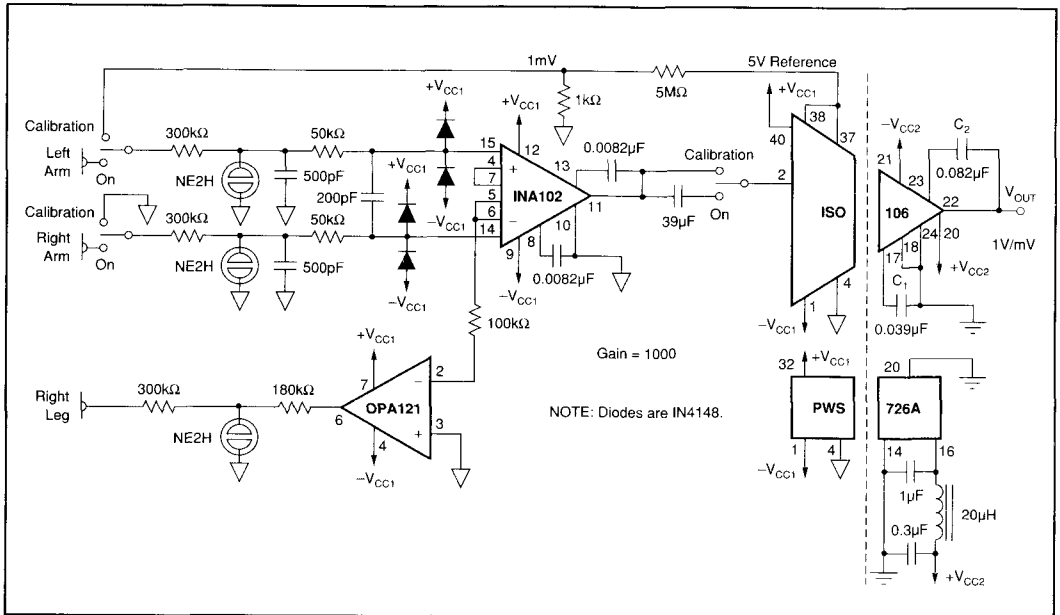 1mV
5V Reference
5MΩ
1kΩ
+VCC1
38
37
40
+VCC1
12
Calibration
Left
Arm
On
300kΩ
NE2H
500pF
50kΩ
200pF
+VCC1
−VCC1
+VCC1
−VCC1
Calibration
Right
Arm
On
300kΩ
NE2H
500pF
50kΩ
15
4
7
5
6
14
+
−
INA102
13
11
10
8
9
−VCC1
0.0082µF
0.0082µF
Calibration
On
39µF
2
ISO
1
−VCC1
4
−VCC2
21
23
C2
0.082µF
22
VOUT
106
24
20
18
17
+VCC2
1V/mV
C1
0.039µF
100kΩ
Gain = 1000
NOTE: Diodes are IN4148.
Right
Leg
300kΩ
NE2H
180kΩ
+VCC1
7
2
−
OPA121
6
+
3
4
−VCC1
32
+VCC1
PWS
1
4
−VCC1
20
726A
14
16
1µF
20µH
0.3µF
+VCC2